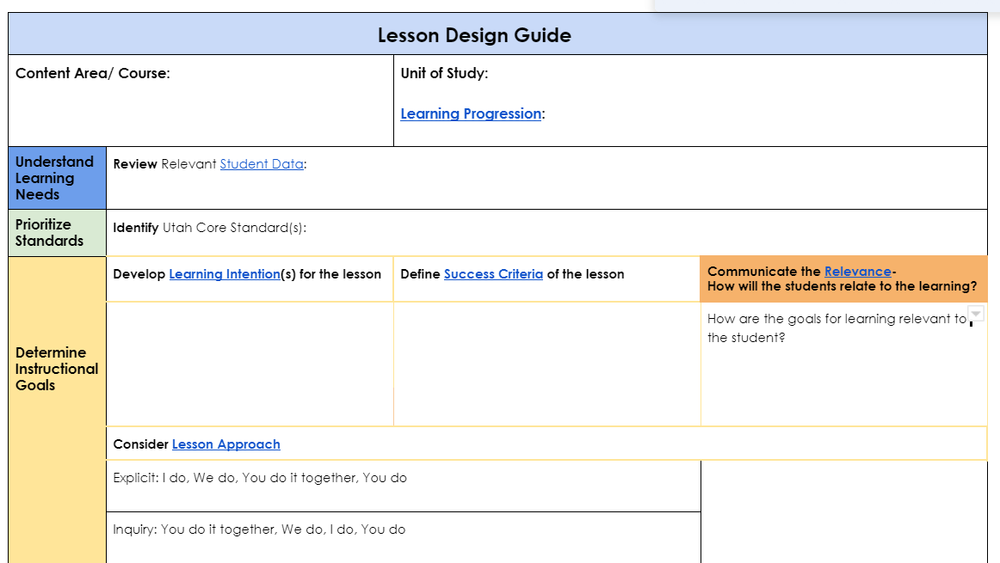 Lesson Design Guide
Content Area/ Course:
Unit of Study:
Learning Progression:
Understand
Learning
Needs
Review Relevant Student Data:
Prioritize
Standards
Identify Utah Core Standard(s):
Determine
Instructional
Goals
Develop Learning Intention(s) for the lesson
Define Success Criteria of the lesson
Communicate the Relevance-
How will the students relate to the learning?
How are the goals for learning relevant to
the student?
Consider Lesson Approach
Explicit: I do, We do, You do it together, You do
Inquiry: You do it together, We do, I do, You do